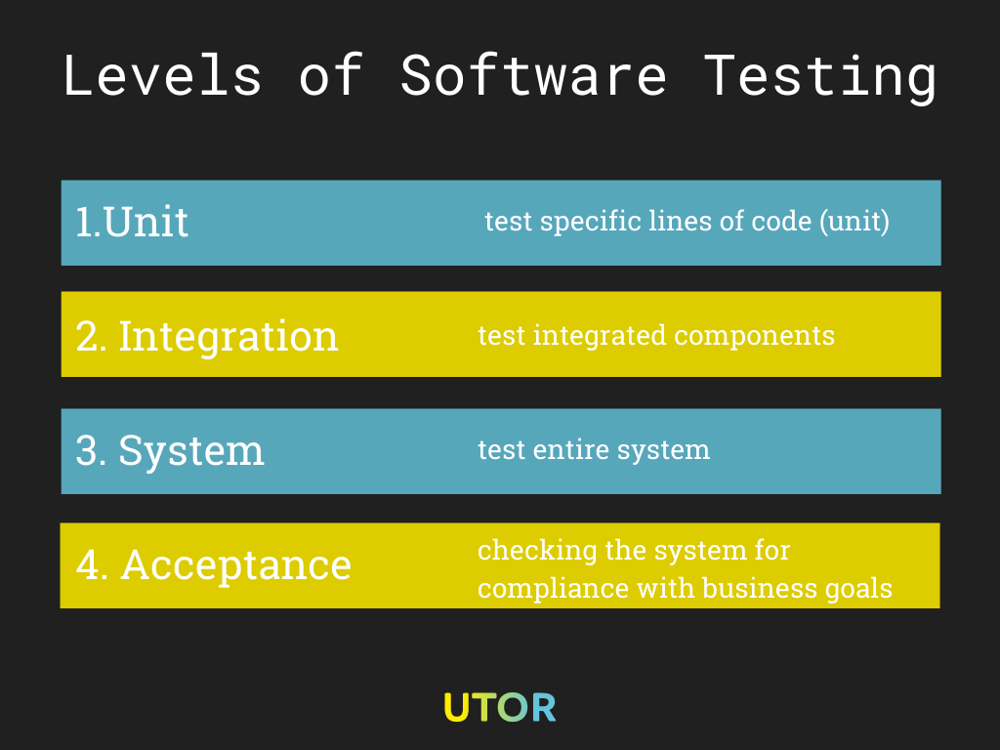 Levels of Software Testing
1.Unit
test specific lines of code (unit)
2. Integration
test integrated components
3. System
test entire system
4. Acceptance
checking the system for
compliance with business goals
UTOR